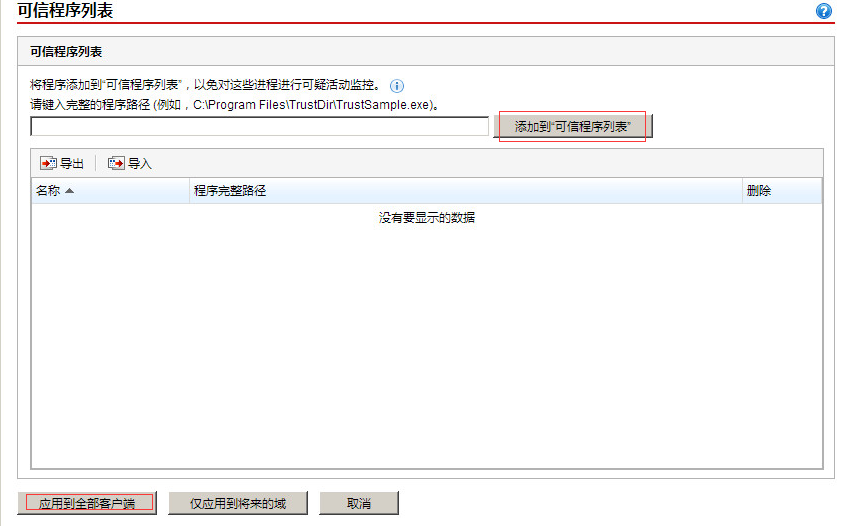 可信程序列表
?
可信程序列表
将程序添加到“可信程序列表”，以免对这些进程进行可疑活动监控。 i
请键入完整的程序路径 (例如，C:\Program Files\TrustDir\TrustSample.exe)。
添加到“可信程序列表”
导出 导入
名称 程序完整路径 删除
没有要显示的数据
应用到全部客户端 仅应用到将来的域 取消